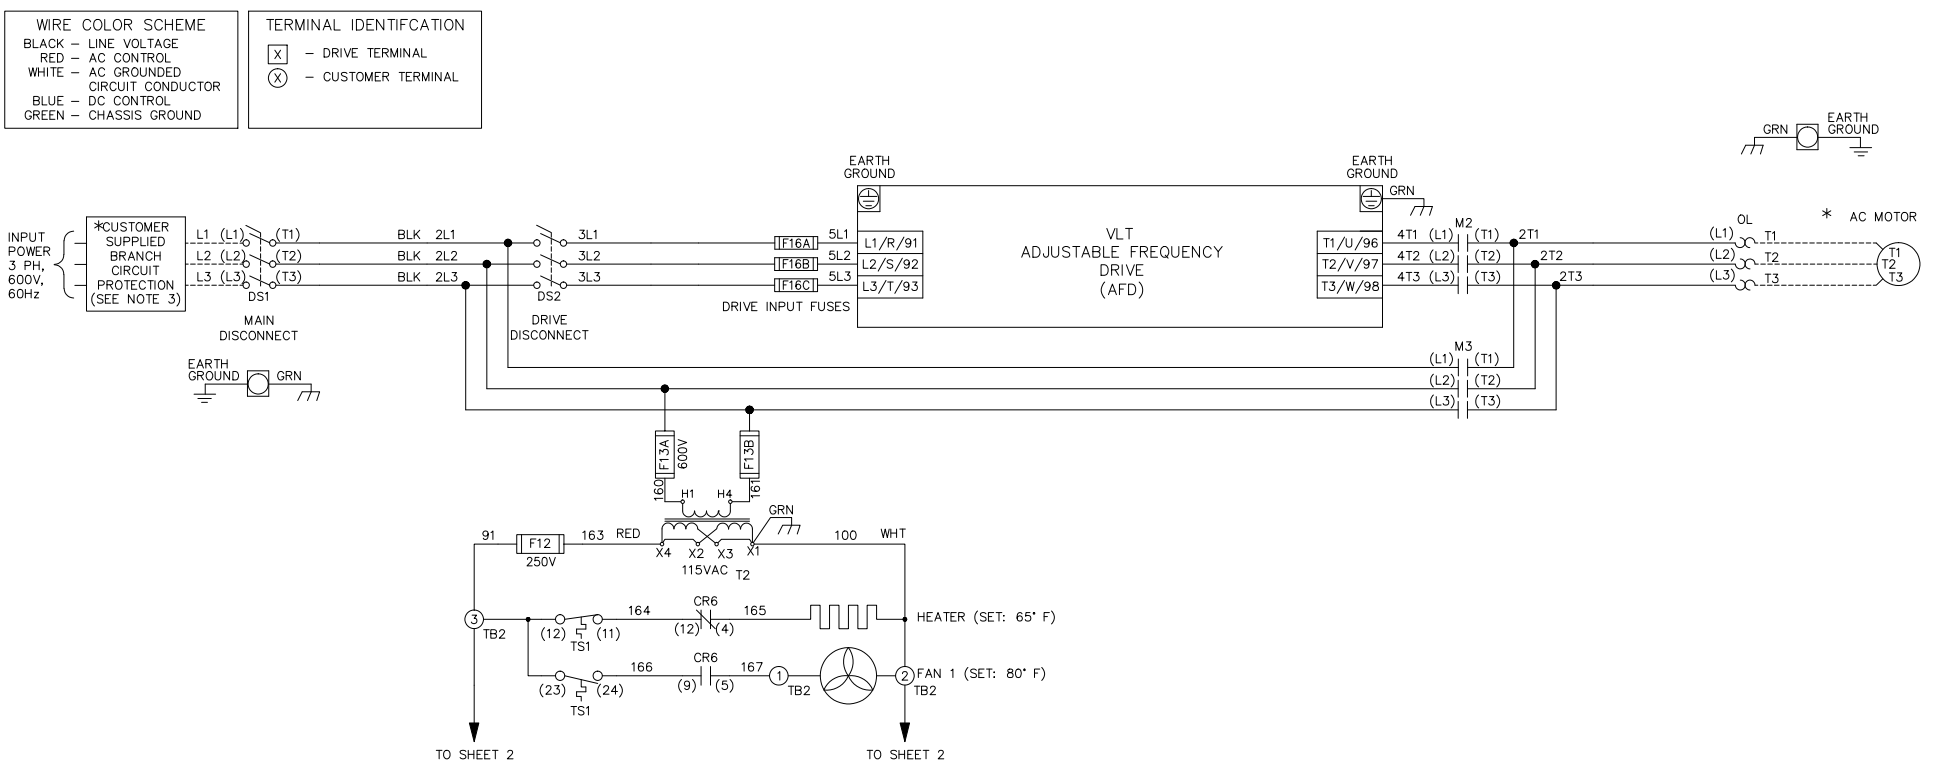 WIRE COLOR SCHEME
BLACK – LINE VOLTAGE
RED – AC CONTROL
WHITE – AC GROUNDED
CIRCUIT CONDUCTOR
BLUE – DC CONTROL
GREEN – CHASSIS GROUND
TERMINAL IDENTIFCATION
X – DRIVE TERMINAL
X – CUSTOMER TERMINAL
GRN
EARTH
GROUND
INPUT
POWER
3 PH,
600V,
60Hz
*CUSTOMER
SUPPLIED
BRANCH
CIRCUIT
PROTECTION
(SEE NOTE 3)
L1 (L1) (T1) BLK 2L1 3L1 F16A 5L1 L1/R/91
L2 (L2) (T2) BLK 2L2 3L2 F16B 5L2 L2/S/92
L3 (L3) (T3) BLK 2L3 3L3 F16C 5L3 L3/T/93
DS1
DS2
MAIN
DISCONNECT
DRIVE
DISCONNECT
DRIVE INPUT FUSES
EARTH
GROUND
EARTH
GROUND
GRN
VLT
ADJUSTABLE FREQUENCY
DRIVE
(AFD)
M2
T1/U/96 4T1 (L1) (T1) 2T1
T2/V/97 4T2 (L2) (T2) 2T2
T3/W/98 4T3 (L3) (T3) 2T3
OL
(L1) T1
(L2) T2
(L3) T3
* AC MOTOR
T1
T2
T3
EARTH
GROUND
GRN
M3
(L1) (T1)
(L2) (T2)
(L3) (T3)
F13A
600V
F13B
160
161
H1 H4
GRN
91 F12 163 RED
250V
X4 X2 X3 X1
100 WHT
115VAC T2
3
TB2
(12) (11)
TS1
164
CR6
(12) (4)
165
HEATER (SET: 65° F)
(23) (24)
TS1
166
CR6
(9) (5)
167
1
TB2
2
TB2
FAN 1 (SET: 80° F)
TO SHEET 2
TO SHEET 2